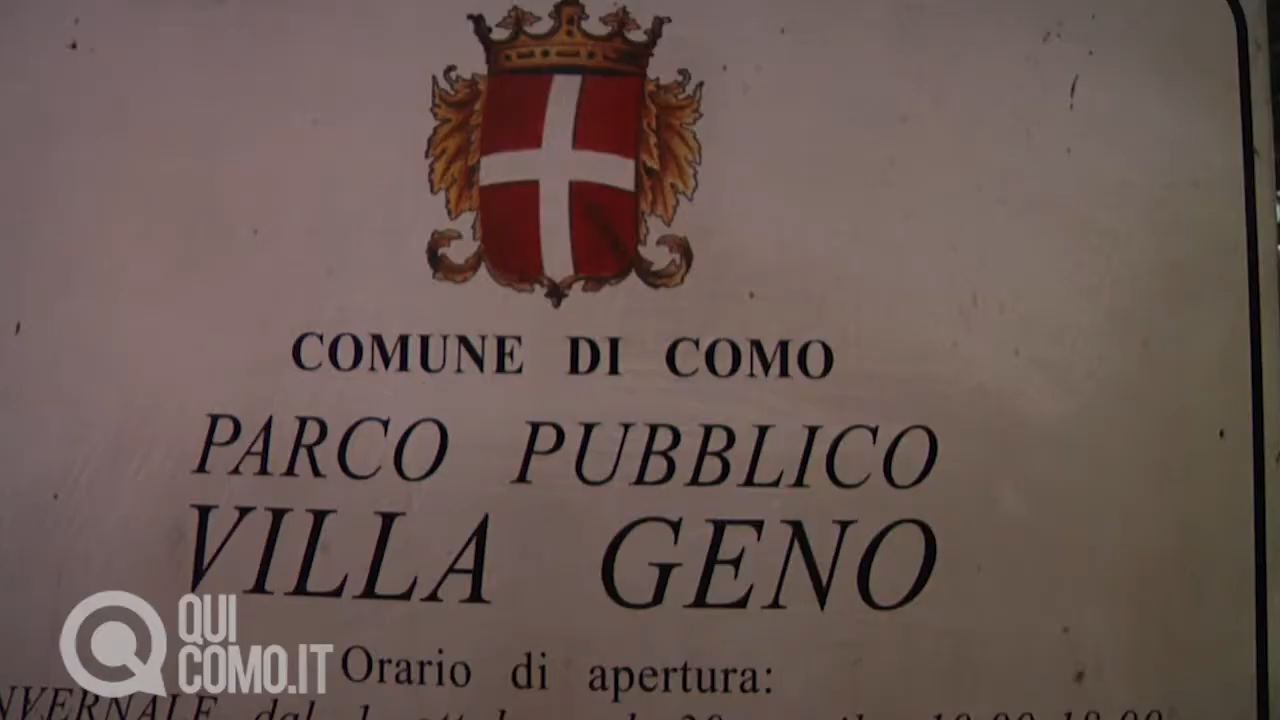 COMUNE DI COMO
PARCO PUBBLICO
VILLA GENO
QUI
COMO.IT
Orario di apertura: